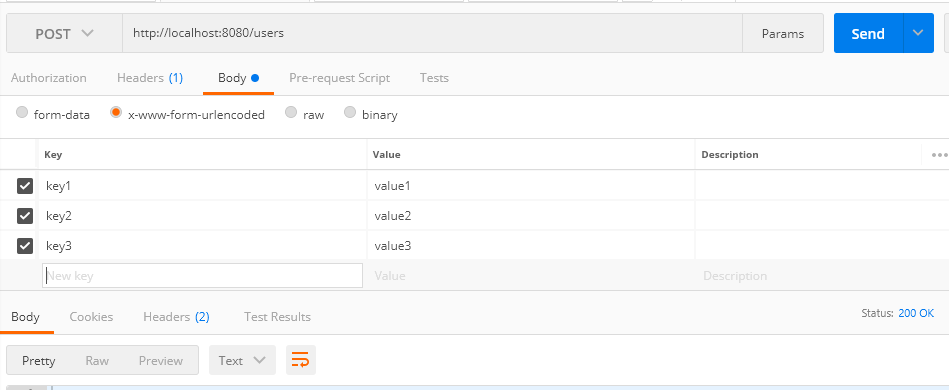 POST http://localhost:8080/users Params Send
Authorization Headers (1) Body Pre-request Script Tests
form-data x-www-form-urlencoded raw binary
Key Value Description
key1 value1
key2 value2
key3 value3
New key Value Description
Body Cookies Headers (2) Test Results Status: 200 OK
Pretty Raw Preview Text